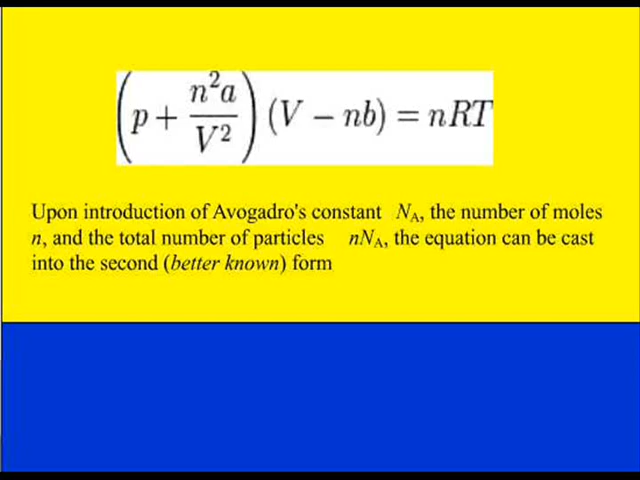 (p + n²a/V²) (V − nb) = nRT
Upon introduction of Avogadro's constant N_A, the number of moles
n, and the total number of particles nN_A, the equation can be cast
into the second (better known) form